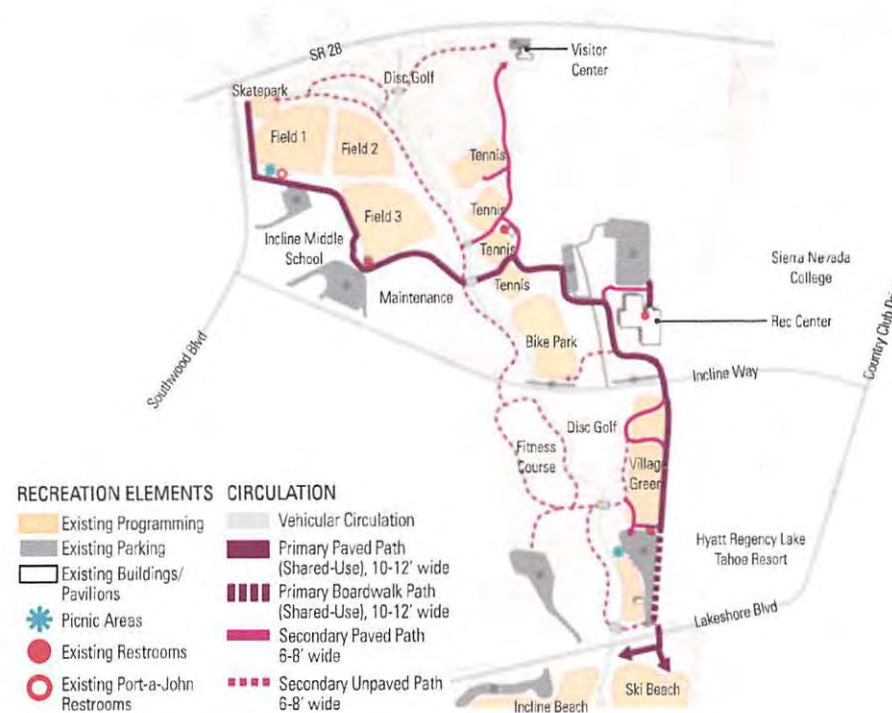 SR 28
Visitor
Center
Disc Golf
Skatepark
Field 1
Field 2
Tennis
Field 3
Tennis
Incline Middle
School
Tennis
Sierra Nevada
College
Tennis
Maintenance
Rec Center
Bike Park
Southwood Blvd
Country Club
Incline Way
Disc Golf
Fitness
Course
Village
Green
RECREATION ELEMENTS
Existing Programming
Existing Parking
Existing Buildings/
Pavilions
Picnic Areas
Existing Restrooms
Existing Port-a-John
Restrooms
CIRCULATION
Vehicular Circulation
Primary Paved Path
(Shared-Use), 10-12' wide
Primary Boardwalk Path
(Shared-Use), 10-12' wide
Secondary Paved Path
6-8' wide
Secondary Unpaved Path
6-8' wide
Hyatt Regency Lake
Tahoe Resort
Lakeshore Blvd
Ski Beach
Incline Beach